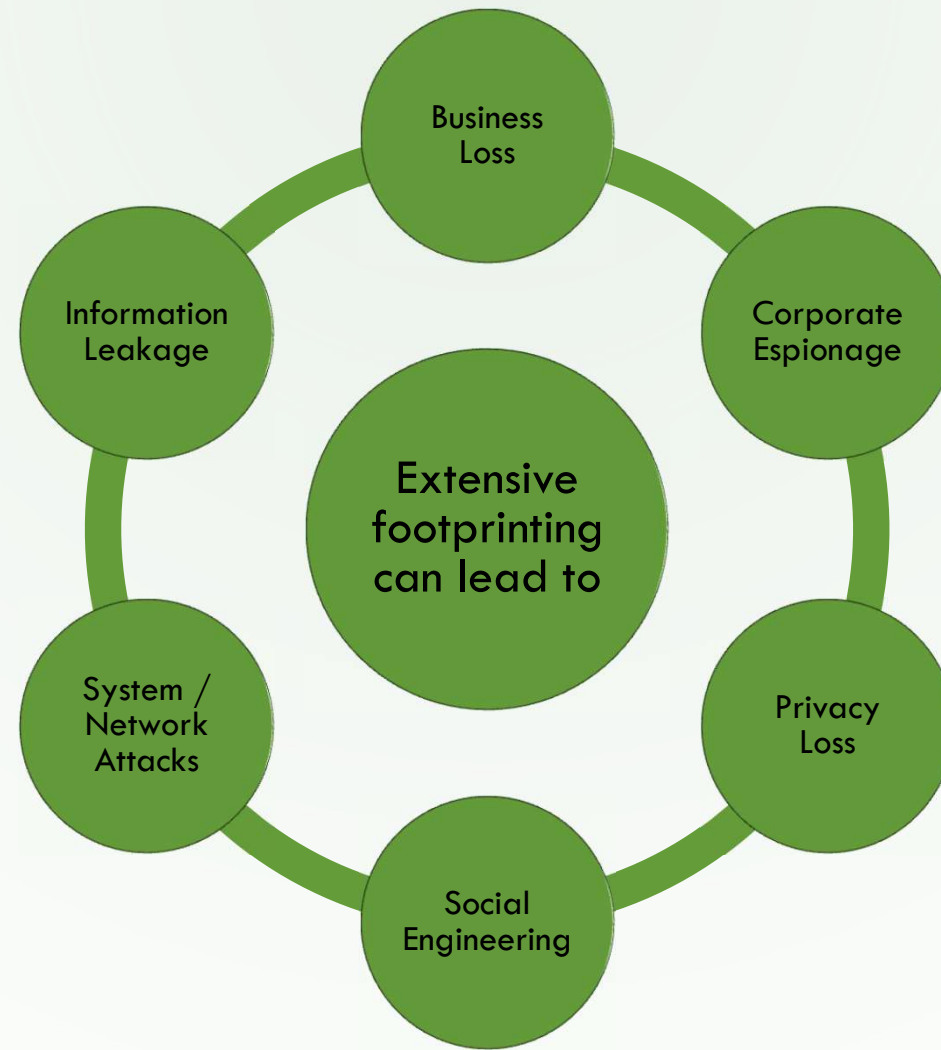 Business
Loss
Corporate
Espionage
Privacy
Loss
Social
Engineering
System /
Network
Attacks
Information
Leakage
Extensive
footprinting
can lead to